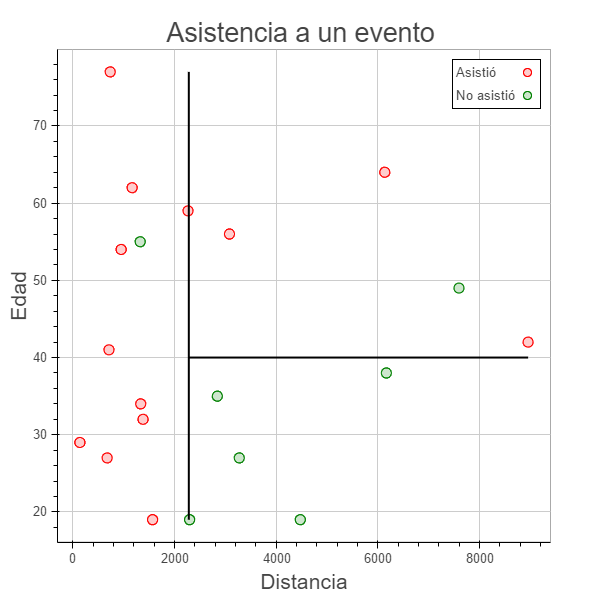 Asistencia a un evento
Asistió
No asistió
70
60
50
40
30
20
Edad
0
2000
4000
6000
8000
Distancia